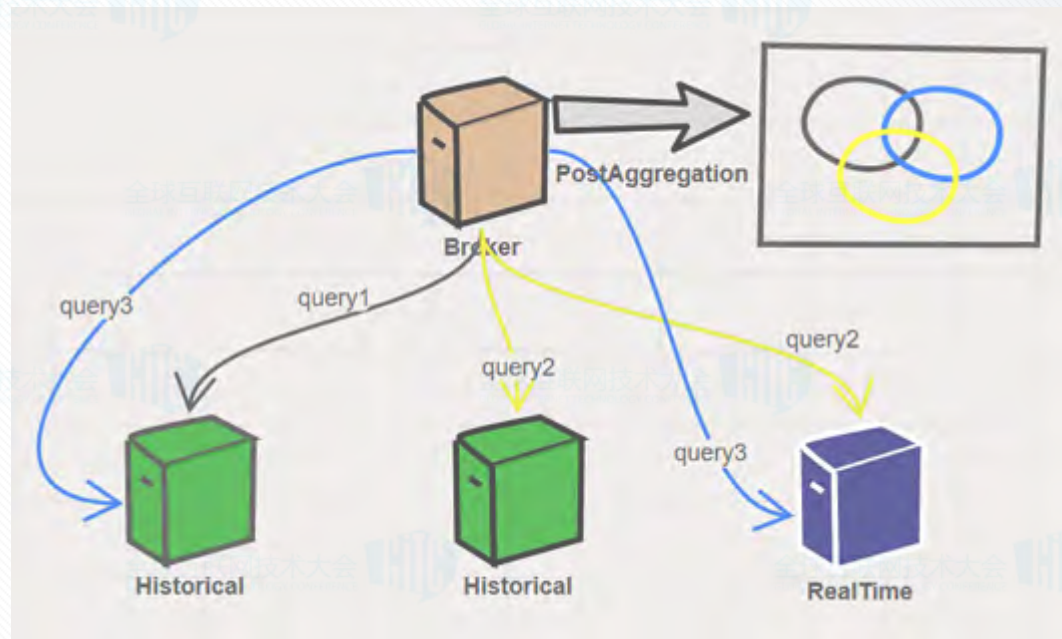 PostAggregation
Broker
query3
query1
query2
query2
query3
Historical
Historical
RealTime